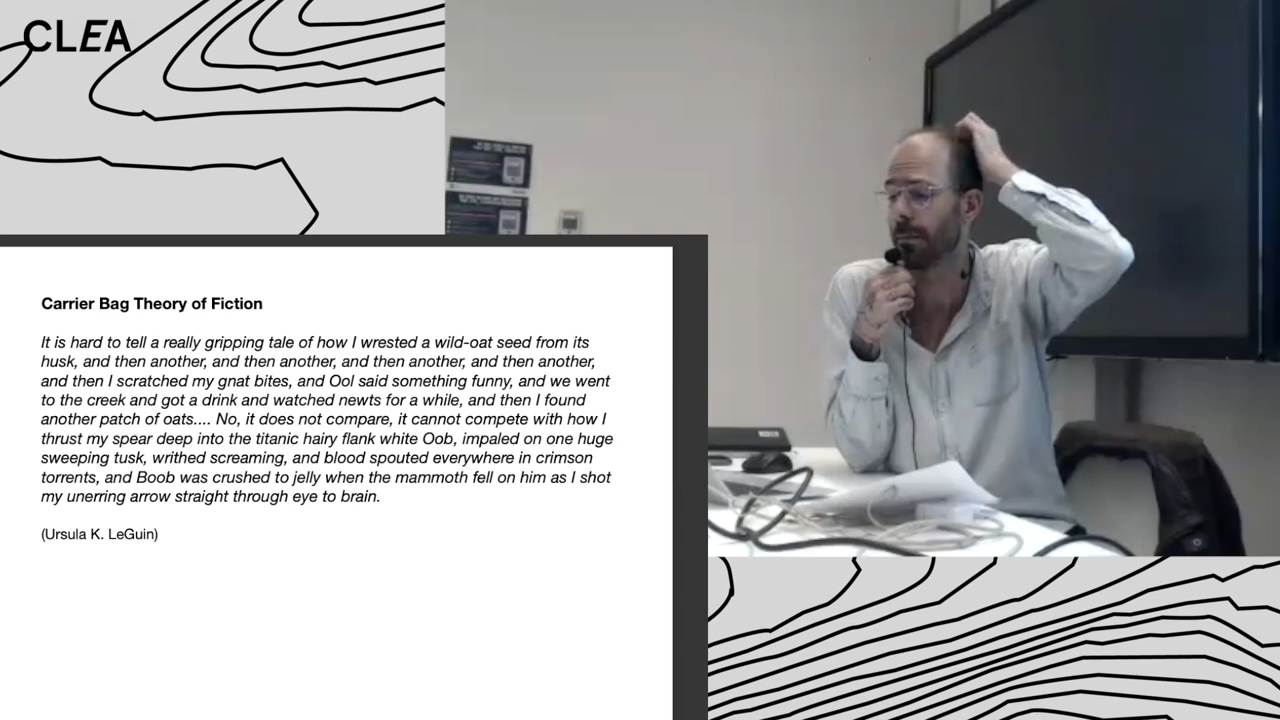 CLEA
Carrier Bag Theory of Fiction
It is hard to tell a really gripping tale of how I wrested a wild-oat seed from its
husk, and then another, and then another, and then another, and then another,
and then I scratched my gnat bites, and Ool said something funny, and we went
to the creek and got a drink and watched newts for a while, and then I found
another patch of oats.... No, it does not compare, it cannot compete with how I
thrust my spear deep into the titanic hairy flank white Oob, impaled on one huge
sweeping tusk, writhed screaming, and blood spouted everywhere in crimson
torrents, and Boob was crushed to jelly when the mammoth fell on him as I shot
my unerring arrow straight through eye to brain.
(Ursula K. LeGuin)